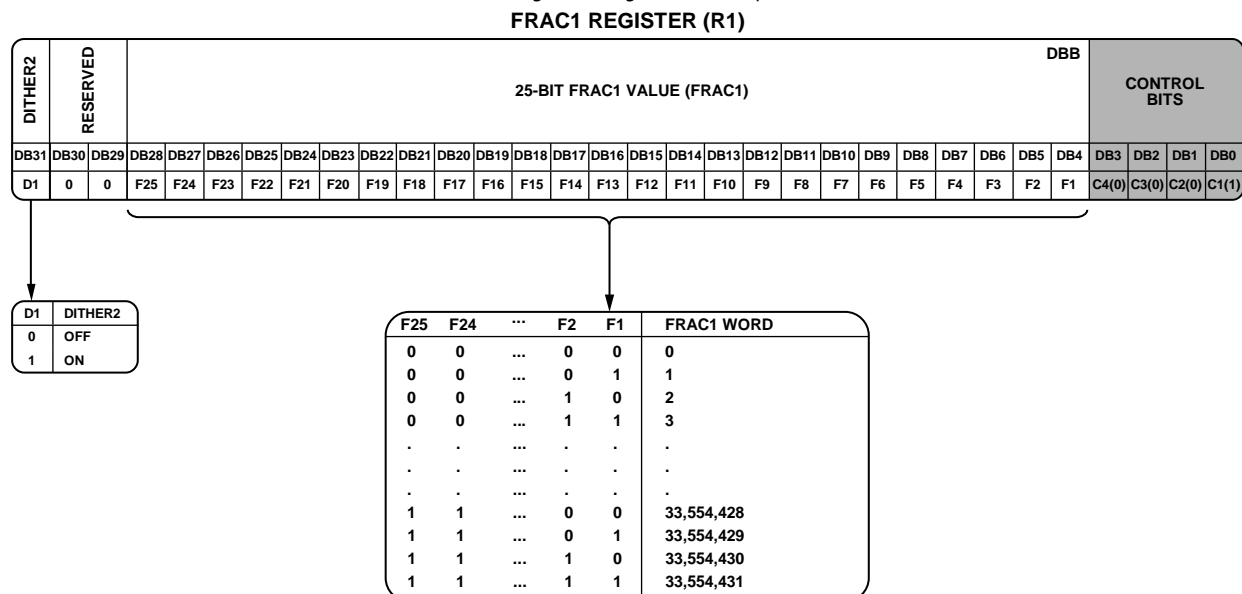 FRAC1 REGISTER (R1)
DITHER2
RESERVED
25-BIT FRAC1 VALUE (FRAC1)
DBB
CONTROL
BITS
DB31 DB30 DB29 DB28 DB27 DB26 DB25 DB24 DB23 DB22 DB21 DB20 DB19 DB18 DB17 DB16 DB15 DB14 DB13 DB12 DB11 DB10 DB9 DB8 DB7 DB6 DB5 DB4 DB3 DB2 DB1 DB0
D1 0 0 F25 F24 F23 F22 F21 F20 F19 F18 F17 F16 F15 F14 F13 F12 F11 F10 F9 F8 F7 F6 F5 F4 F3 F2 F1 C4(0) C3(0) C2(0) C1(1)
D1 DITHER2
0 OFF
1 ON
F25 F24 ... F2 F1 FRAC1 WORD
0 0 ... 0 0 0
0 0 ... 0 1 1
0 0 ... 1 0 2
0 0 ... 1 1 3
. . ... . . .
. . ... . . .
. . ... . . .
1 1 ... 0 0 33,554,428
1 1 ... 0 1 33,554,429
1 1 ... 1 0 33,554,430
1 1 ... 1 1 33,554,431